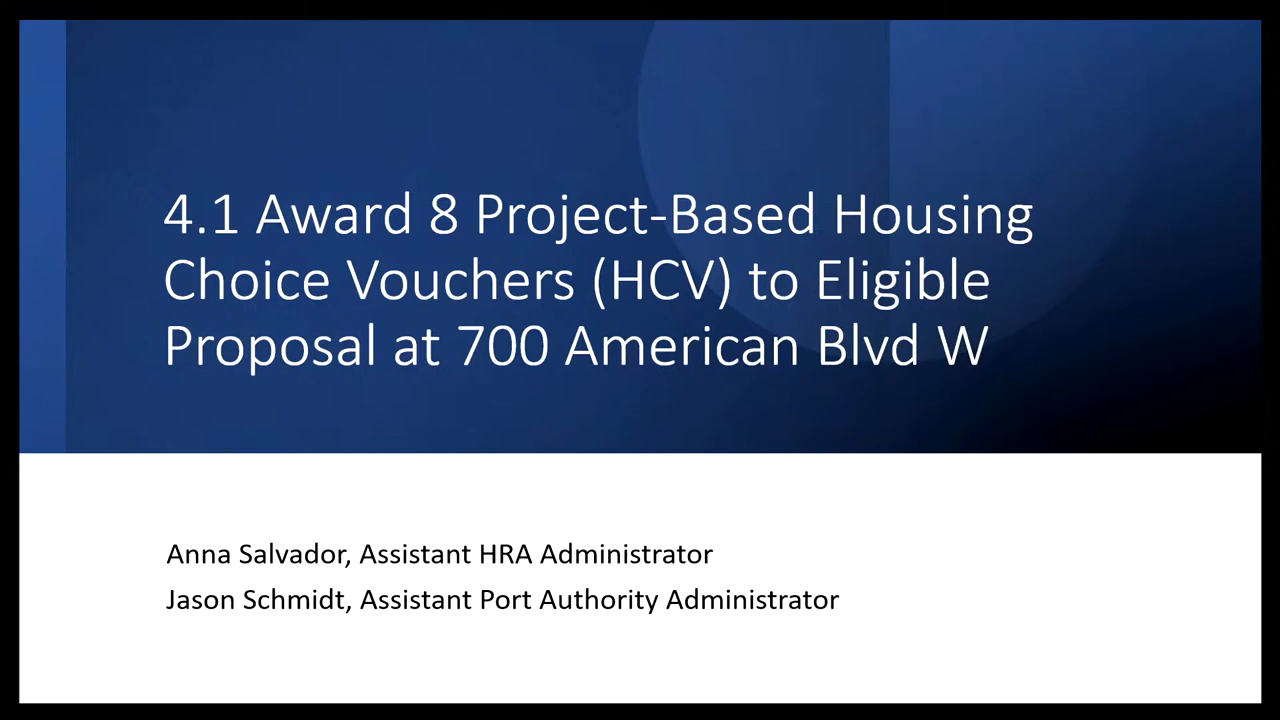 4.1 Award 8 Project-Based Housing
Choice Vouchers (HCV) to Eligible
Proposal at 700 American Blvd W
Anna Salvador, Assistant HRA Administrator
Jason Schmidt, Assistant Port Authority Administrator